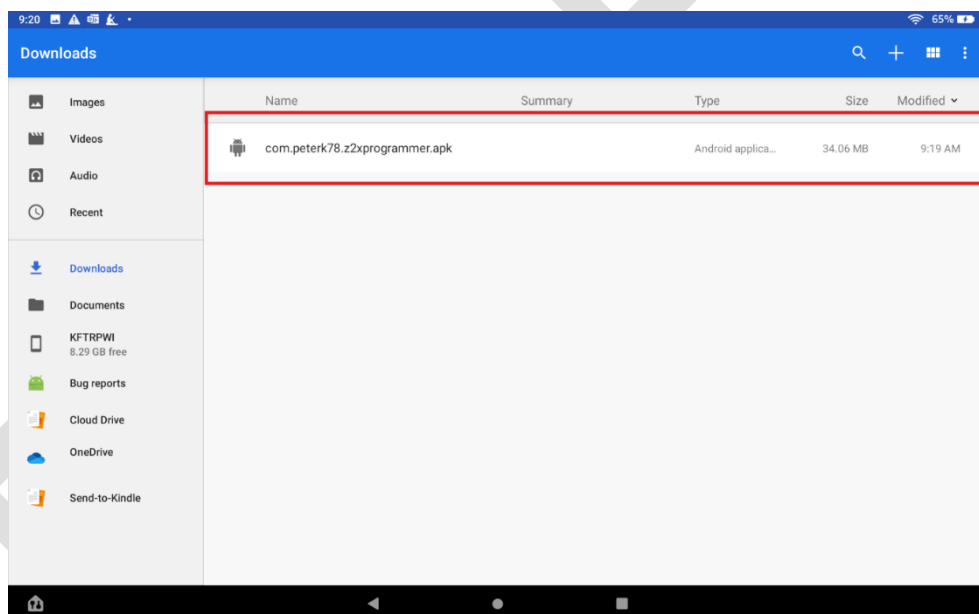 9:20 65%
Downloads
Images
Videos
Audio
Recent
Downloads
Documents
KFTRPWI
8.29 GB free
Bug reports
Cloud Drive
OneDrive
Send-to-Kindle
Name Summary Type Size Modified
com.peterk78.z2xprogrammer.apk Android applica... 34.06 MB 9:19 AM